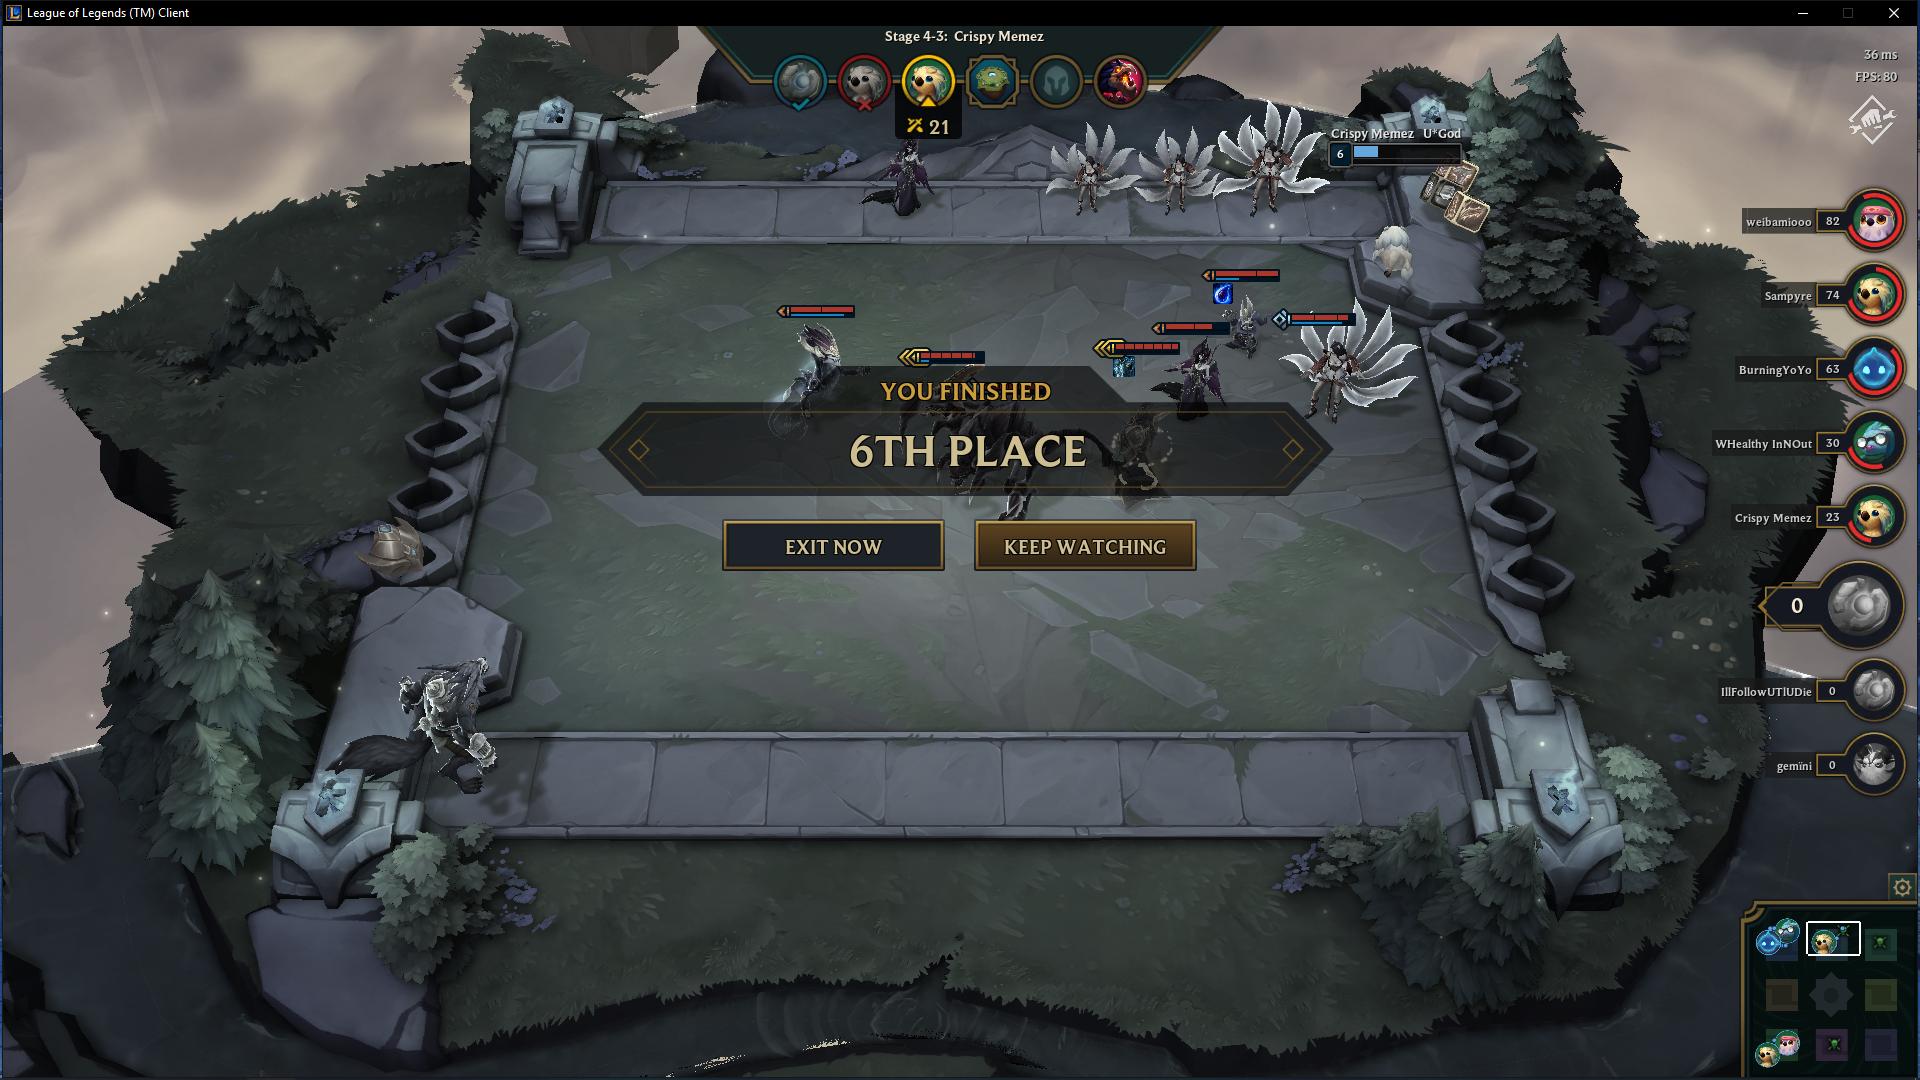 League of Legends (TM) Client
Stage 4-3: Crispy Memez
36 ms
FPS: 80
21
Crispy Memez U*God
6
weibamiooo 82
Sampyre 74
BurningYoYo 63
WHealthy InNOut 30
Crispy Memez 23
0
IllFollowUTlUDie 0
gemïni 0
YOU FINISHED
6TH PLACE
EXIT NOW
KEEP WATCHING